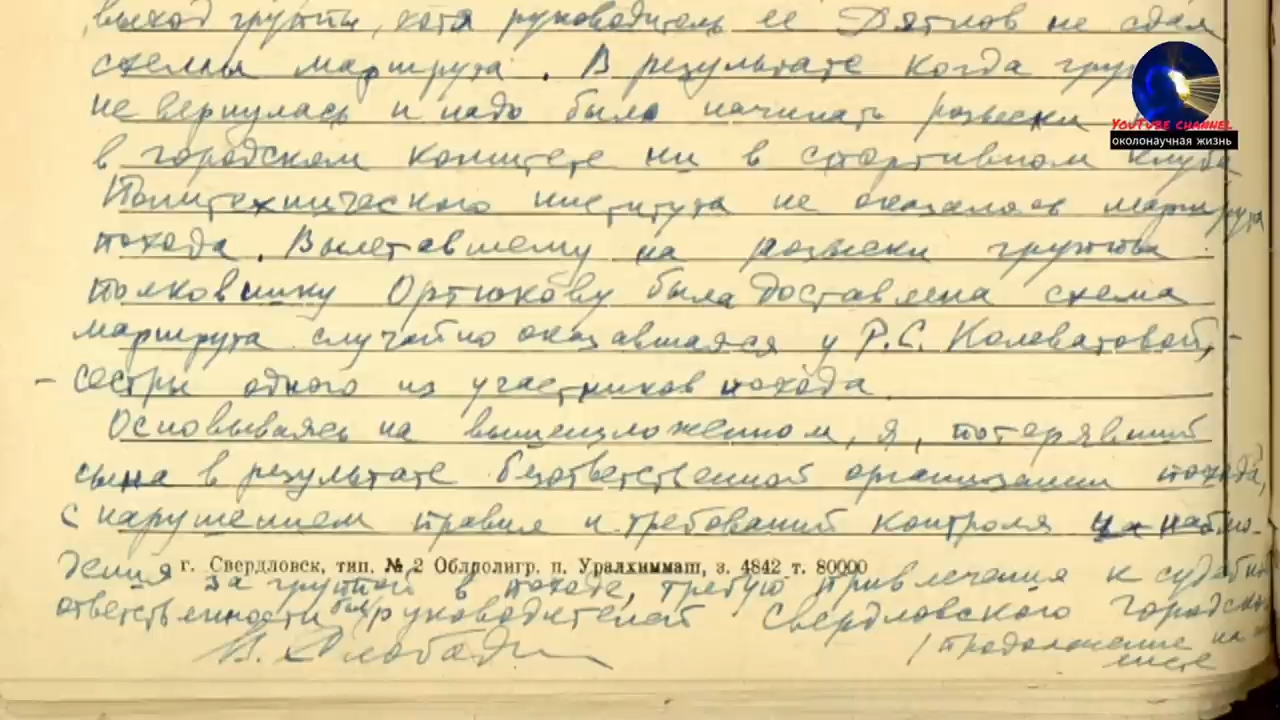 выход группы, хотя руководитель ее Дятлов не сдал
схемы маршрута. В результате когда
не вернулась и надо было начинать розыски
в городском комитете ни в спортивном клубе
Политехнического института не оказалось маршрута
похода. Вылетавшему на розыски группы
полковнику Ортюкову была доставлена схема
маршрута случайно оказавшаяся у Р.С. Колеватовой, -
- сестры одного из участников похода.
Основываясь на вышеизложенном, я, потерявший
сына в результате безответственной организации похода,
с нарушением правил и требований контроля наблю-
дения за группой в походе, требую привлечения к
г. Свердловск, тип. № 2 Облполигр. п. Уралхиммаш, з. 4842 т. 80000
ответственности руководителей Свердловского
В. Слободин
/продолжение на
листе
YouTube channel
околонаучная жизнь